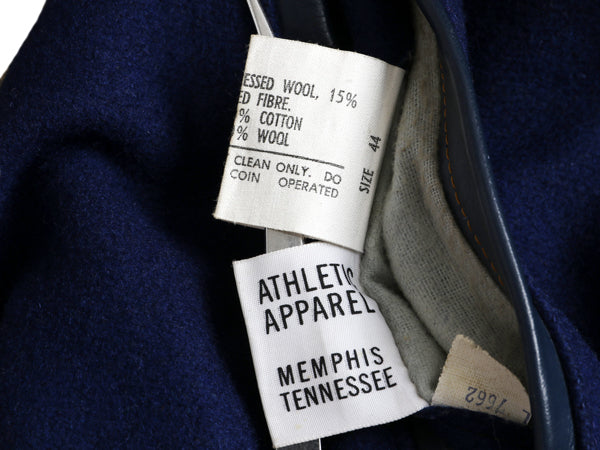 ESSED WOOL, 15%
ED FIBRE.
% COTTON
% WOOL
CLEAN ONLY. DO
COIN OPERATED
SIZE 44
ATHLETIC
APPAREL
MEMPHIS
TENNESSEE
L 7662